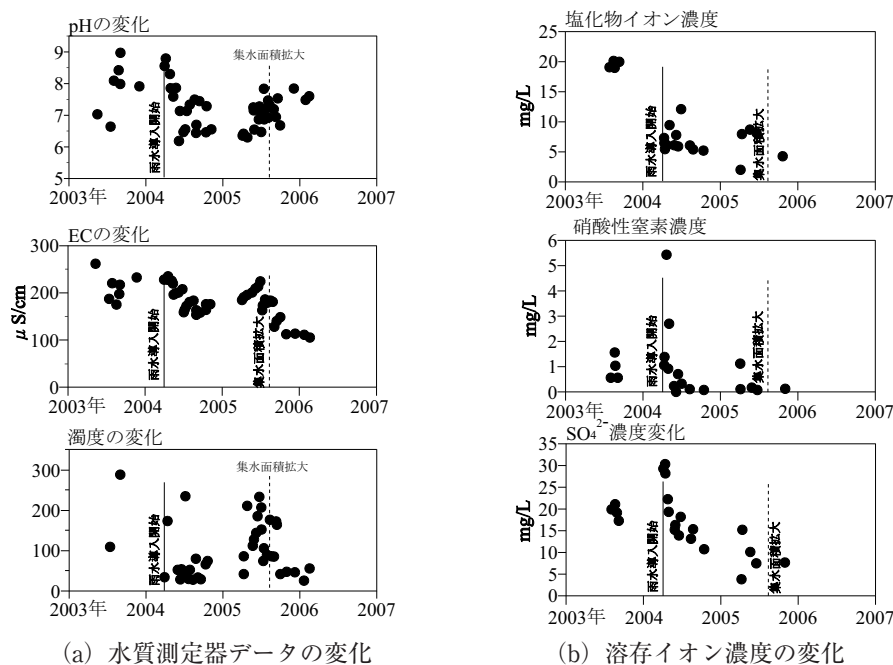 pHの変化
集水面積拡大
9
8
7
6
5
雨水導入開始
2003年 2004 2005 2006 2007
ECの変化
300
200
100
0
μ S/cm
雨水導入開始
集水面積拡大
2003年 2004 2005 2006 2007
濁度の変化
集水面積拡大
300
200
100
0
雨水導入開始
2003年 2004 2005 2006 2007
(a) 水質測定器データの変化
塩化物イオン濃度
25
20
15
10
5
0
mg/L
雨水導入開始
集水面積拡大
2003年 2004 2005 2006 2007
硝酸性窒素濃度
6
5
4
3
2
1
0
mg/L
雨水導入開始
集水面積拡大
2003年 2004 2005 2006 2007
SO₄²⁻濃度変化
35
30
25
20
15
10
5
0
mg/L
雨水導入開始
集水面積拡大
2003年 2004 2005 2006 2007
(b) 溶存イオン濃度の変化